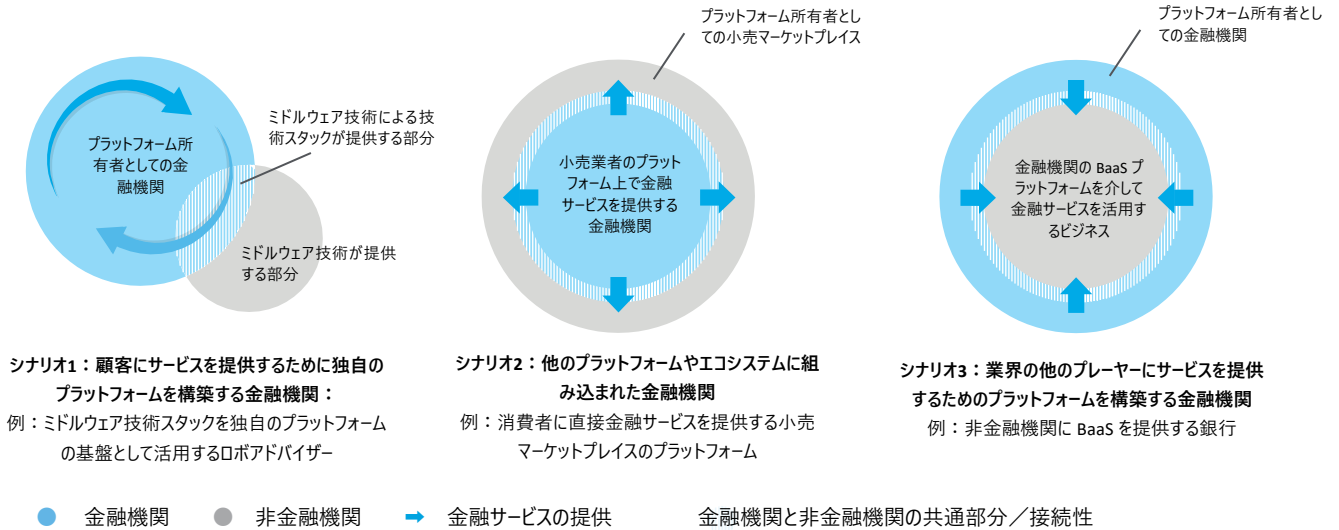 プラットフォーム所有者とし
ての小売マーケットプレイス
プラットフォーム所有者とし
ての金融機関
プラットフォーム所
有者としての金
融機関
ミドルウェア技術による技
術スタックが提供する部分
ミドルウェア技術が提供
する部分
小売業者のプラット
フォーム上で金融
サービスを提供する
金融機関
金融機関の BaaS プ
ラットフォームを介して
金融サービスを活用す
るビジネス
シナリオ1：顧客にサービスを提供するために独自の
プラットフォームを構築する金融機関：
例：ミドルウェア技術スタックを独自のプラットフォーム
の基盤として活用するロボアドバイザー
シナリオ2：他のプラットフォームやエコシステムに組
み込まれた金融機関
例：消費者に直接金融サービスを提供する小売
マーケットプレイスのプラットフォーム
シナリオ3：業界の他のプレーヤーにサービスを提供
するためのプラットフォームを構築する金融機関
例：非金融機関に BaaS を提供する銀行
金融機関 非金融機関 金融サービスの提供 金融機関と非金融機関の共通部分／接続性